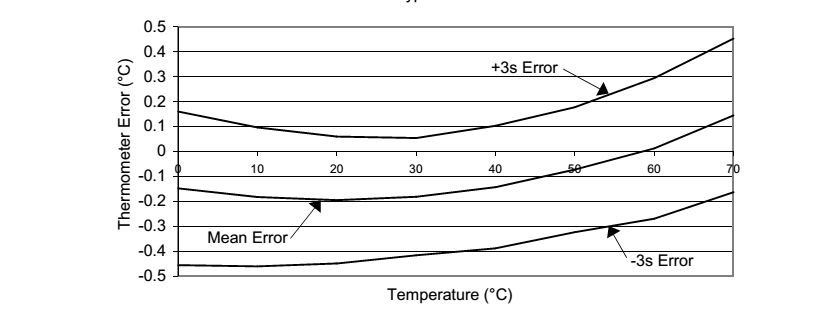 0.5
0.4
0.3
0.2
0.1
0
-0.1
-0.2
-0.3
-0.4
-0.5
Thermometer Error (°C)
+3s Error
0 10 20 30 40 50 60 70
Mean Error
-3s Error
Temperature (°C)